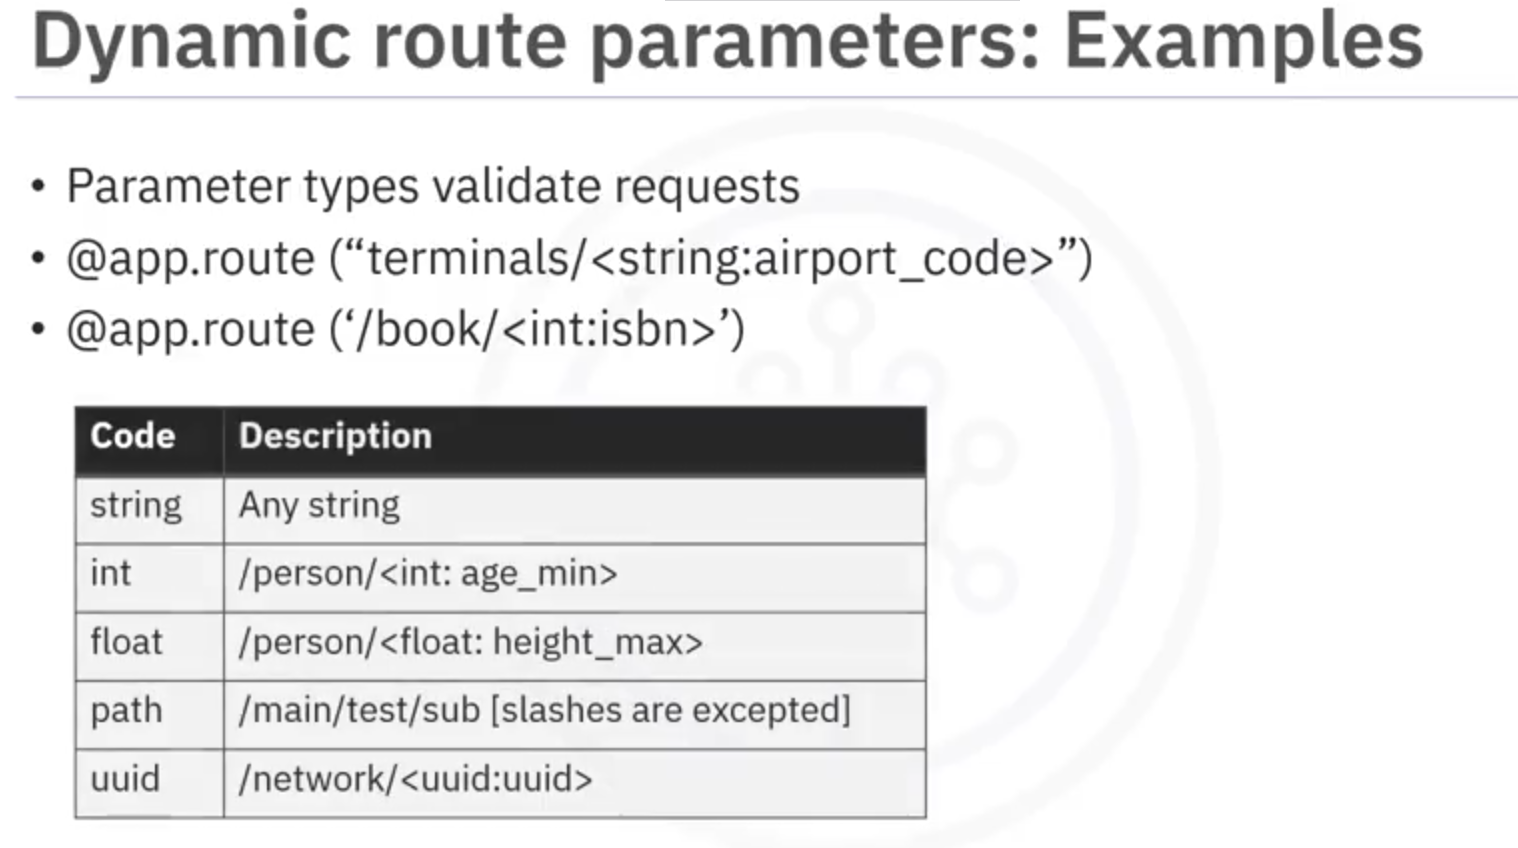 Dynamic route parameters: Examples
• Parameter types validate requests
• @app.route (“terminals/<string:airport_code>”)
• @app.route (‘/book/<int:isbn>’)
Code Description
string Any string
int /person/<int: age_min>
float /person/<float: height_max>
path /main/test/sub [slashes are excepted]
uuid /network/<uuid:uuid>